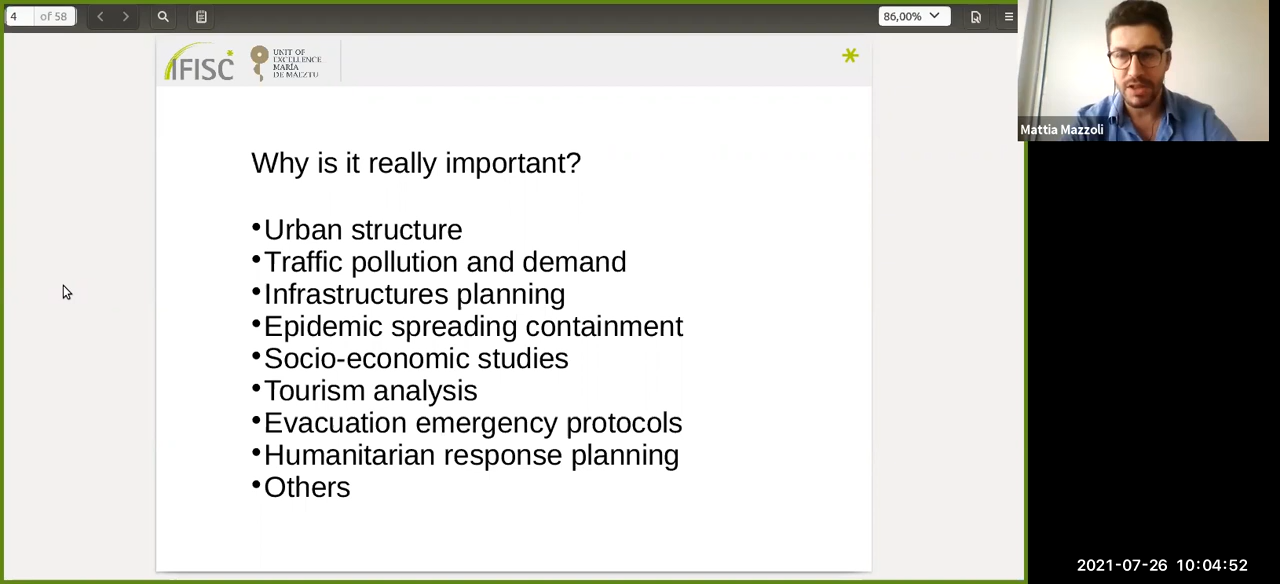 4 of 58
86,00%
IFISC
UNIT OF
EXCELLENCE
MARÍA
DE MAEZTU
Mattia Mazzoli
Why is it really important?
•Urban structure
•Traffic pollution and demand
•Infrastructures planning
•Epidemic spreading containment
•Socio-economic studies
•Tourism analysis
•Evacuation emergency protocols
•Humanitarian response planning
•Others
2021-07-26 10:04:52